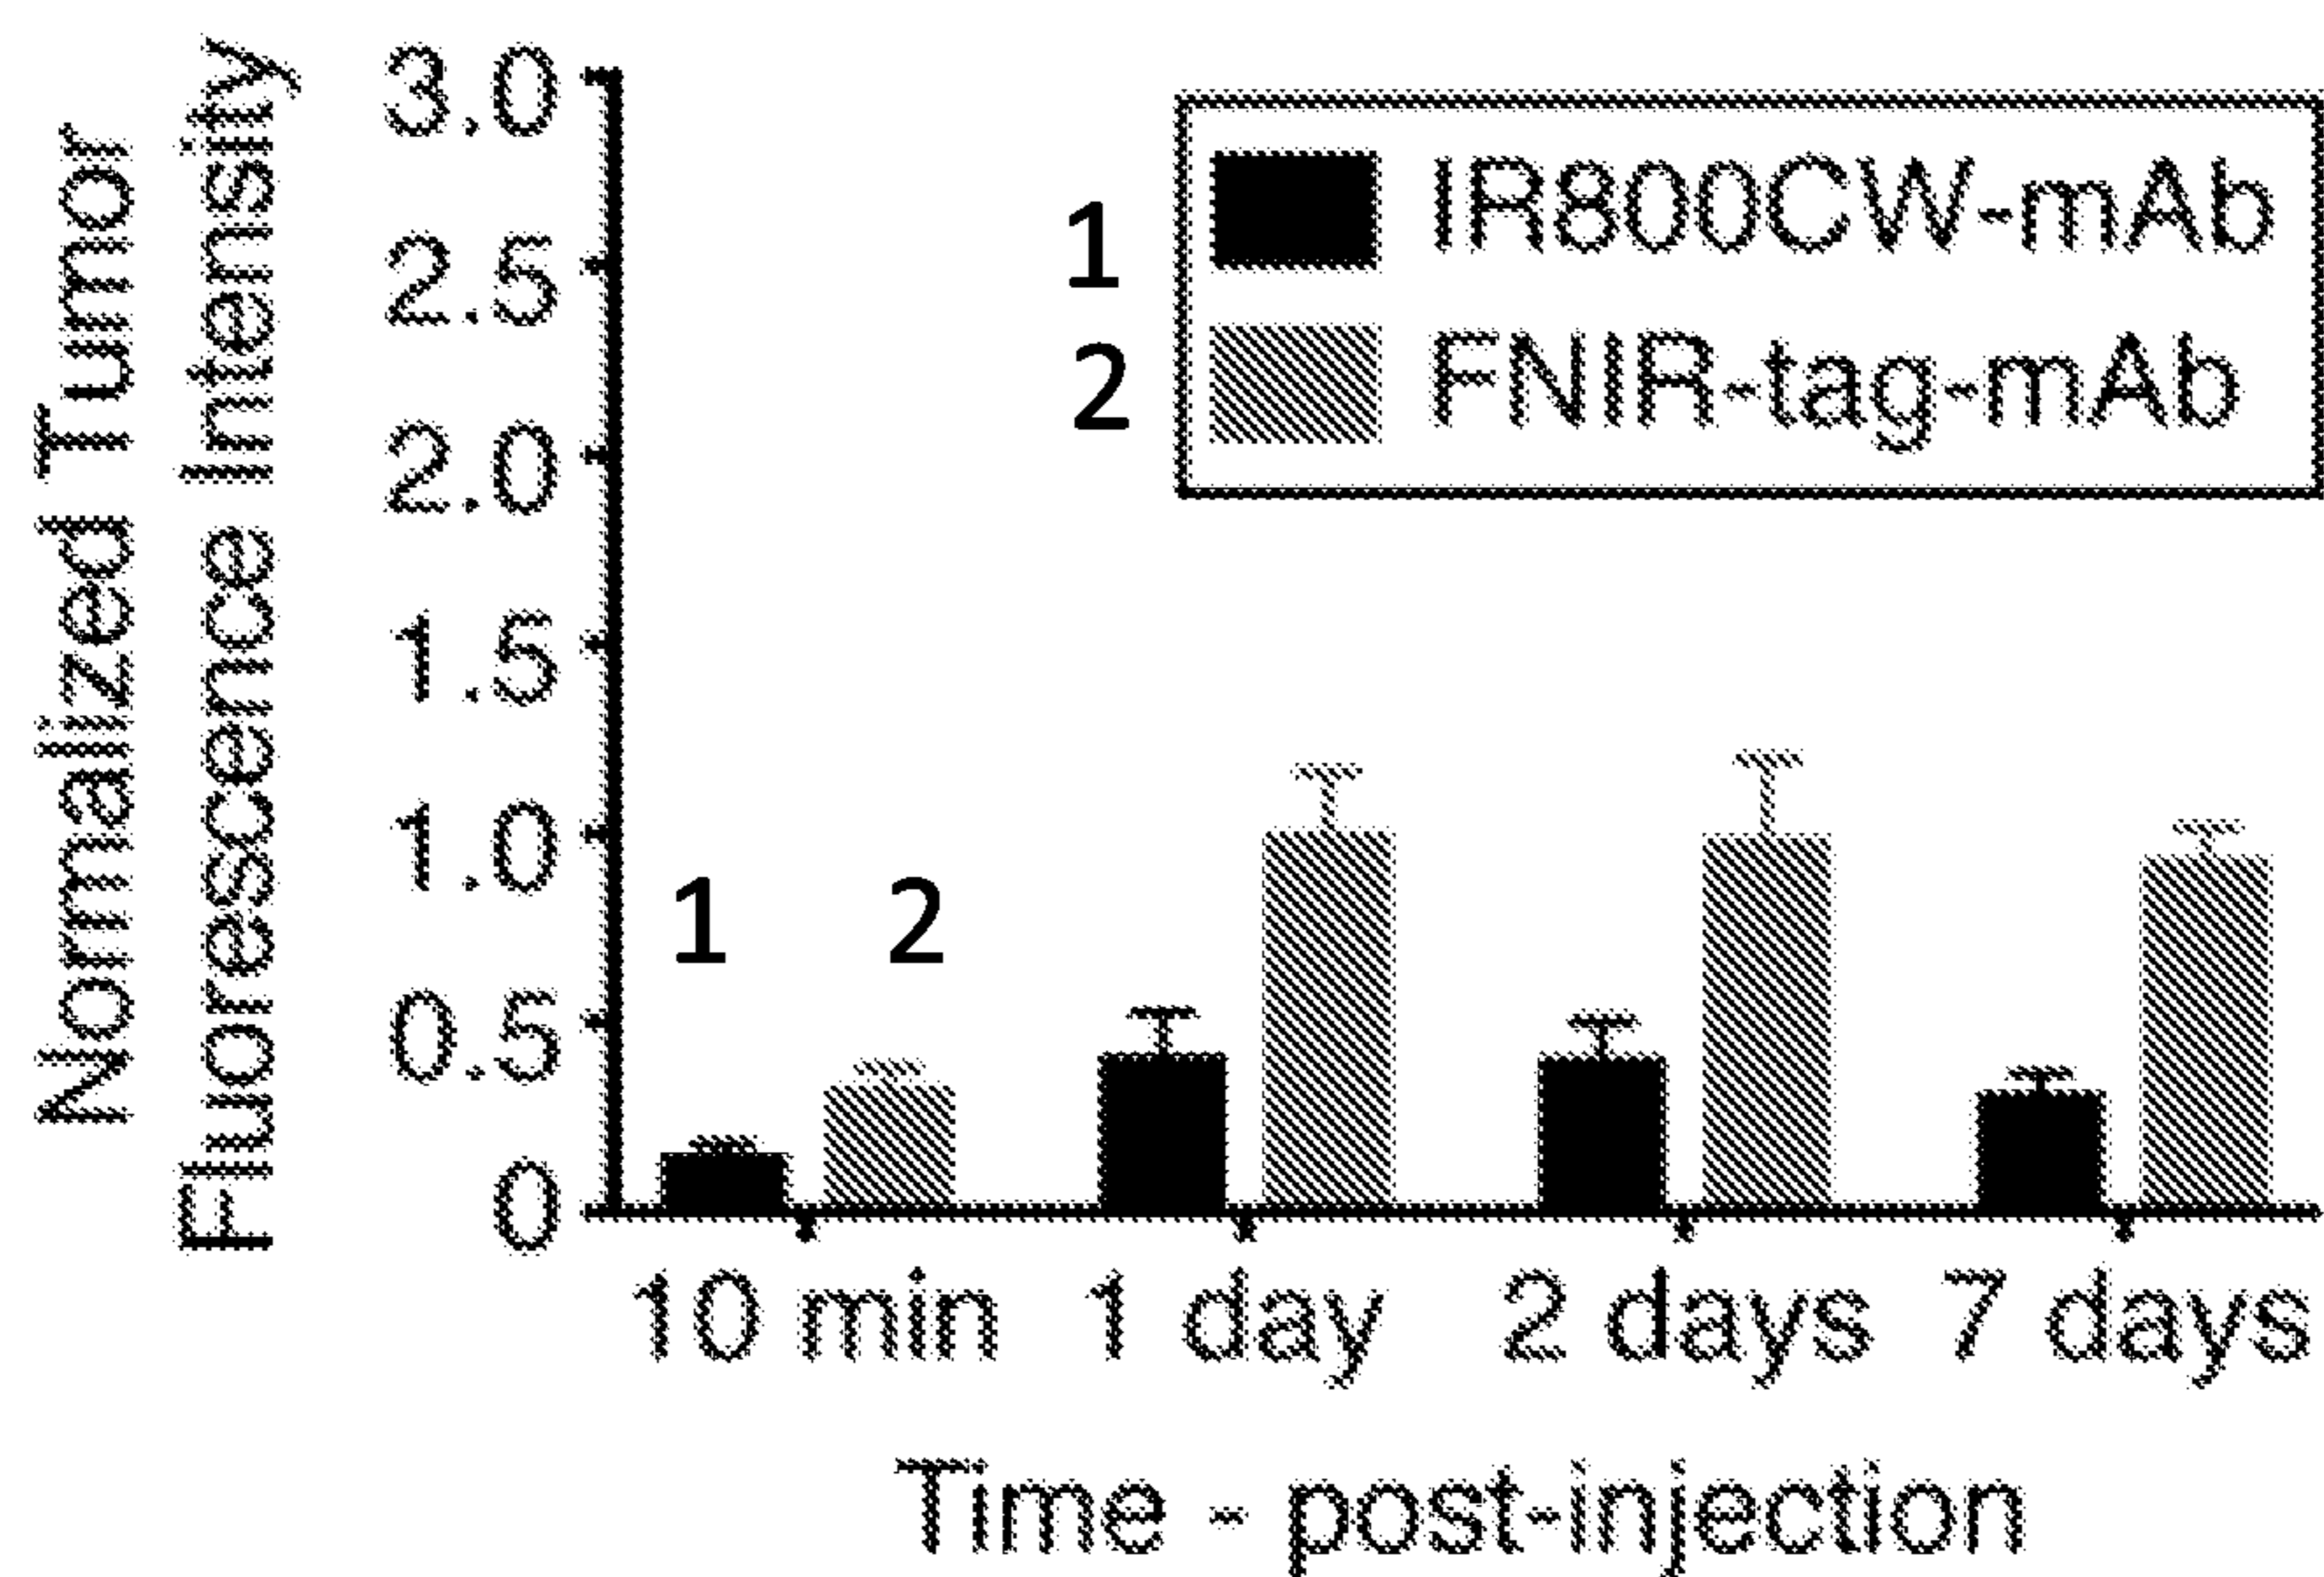 Normalized Tumor
Fluorescence Intensity
3.0
2.5
2.0
1.5
1.0
0.5
0
1 IR800CW-mAb
2 FNIR-tag-mAb
1 2
10 min 1 day 2 days 7 days
Time - post-injection